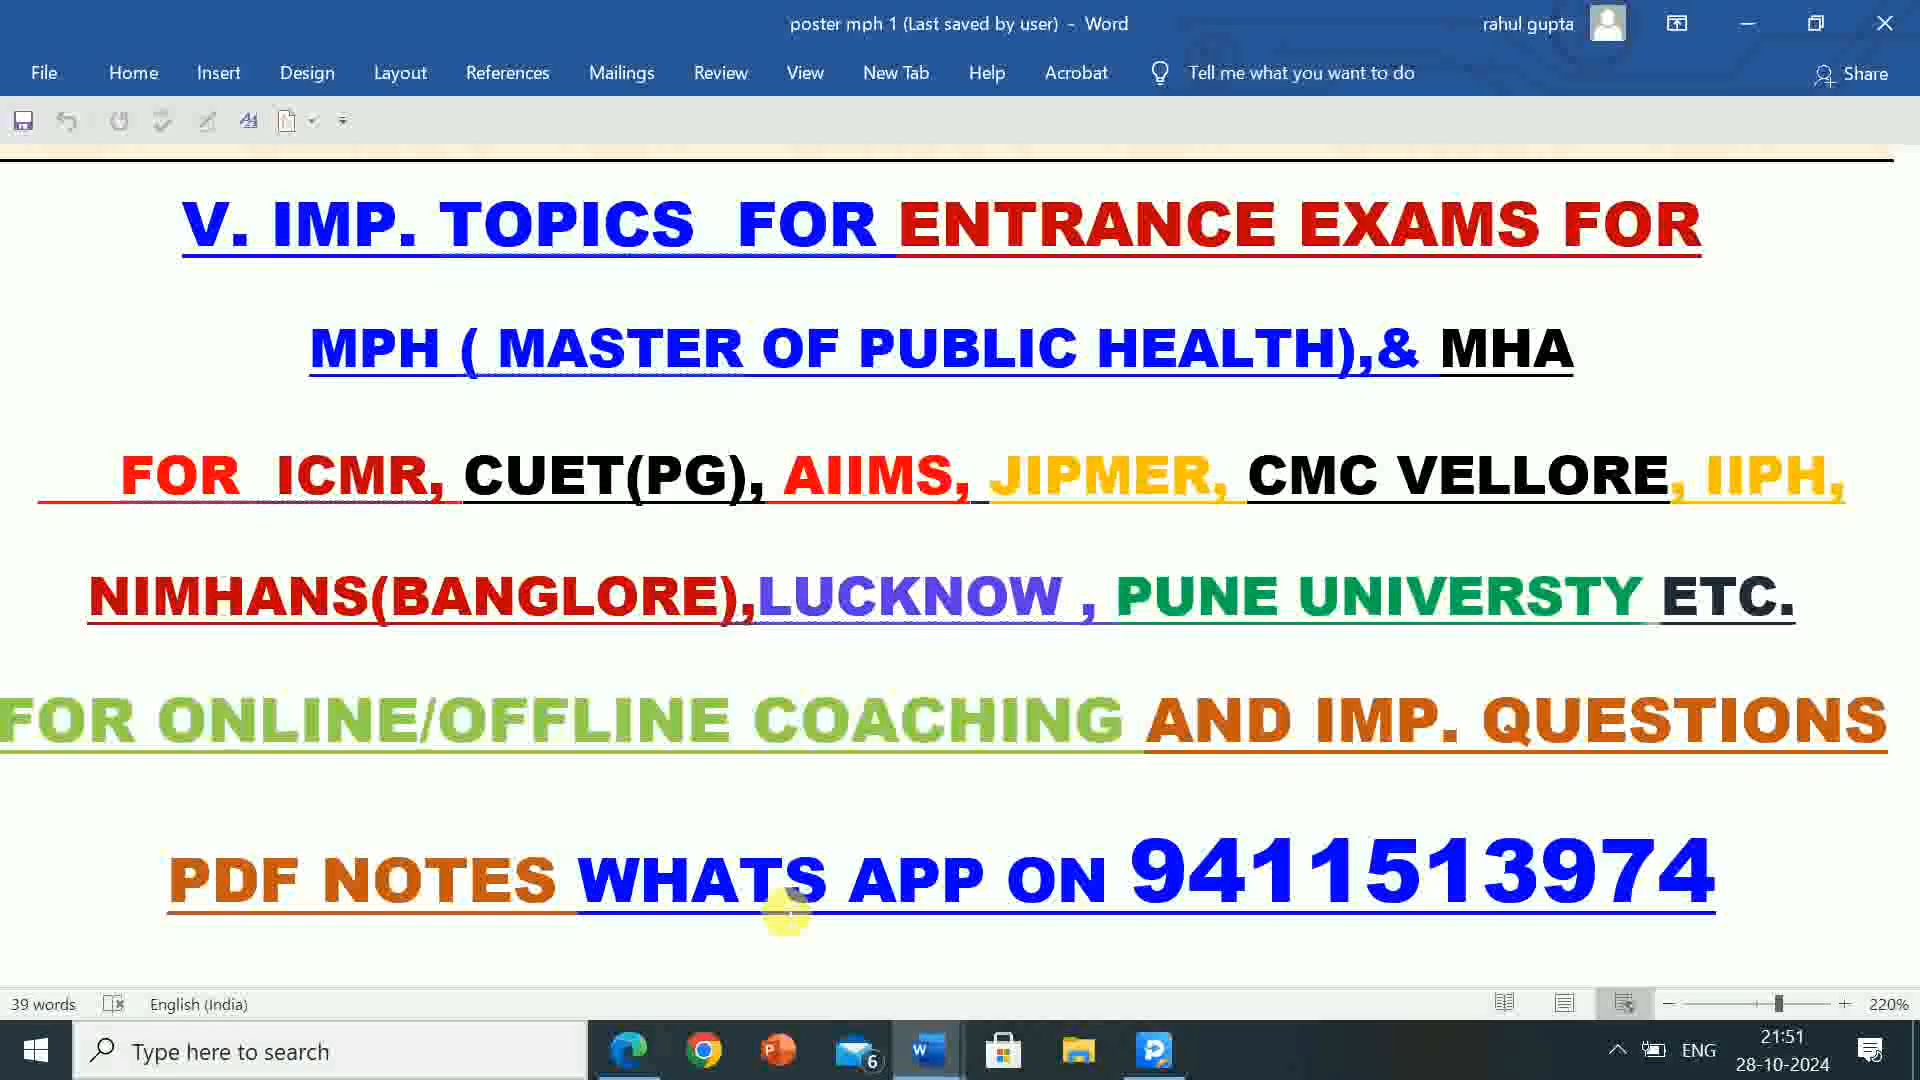 poster mph 1 (Last saved by user) - Word
rahul gupta
File Home Insert Design Layout References Mailings Review View New Tab Help Acrobat Tell me what you want to do Share
V. IMP. TOPICS FOR ENTRANCE EXAMS FOR
MPH ( MASTER OF PUBLIC HEALTH),& MHA
FOR ICMR, CUET(PG), AIIMS, JIPMER, CMC VELLORE, IIPH,
NIMHANS(BANGLORE),LUCKNOW , PUNE UNIVERSTY ETC.
FOR ONLINE/OFFLINE COACHING AND IMP. QUESTIONS
PDF NOTES WHATS APP ON 9411513974
39 words English (India) 220%
Type here to search 6 ENG 21:51
28-10-2024